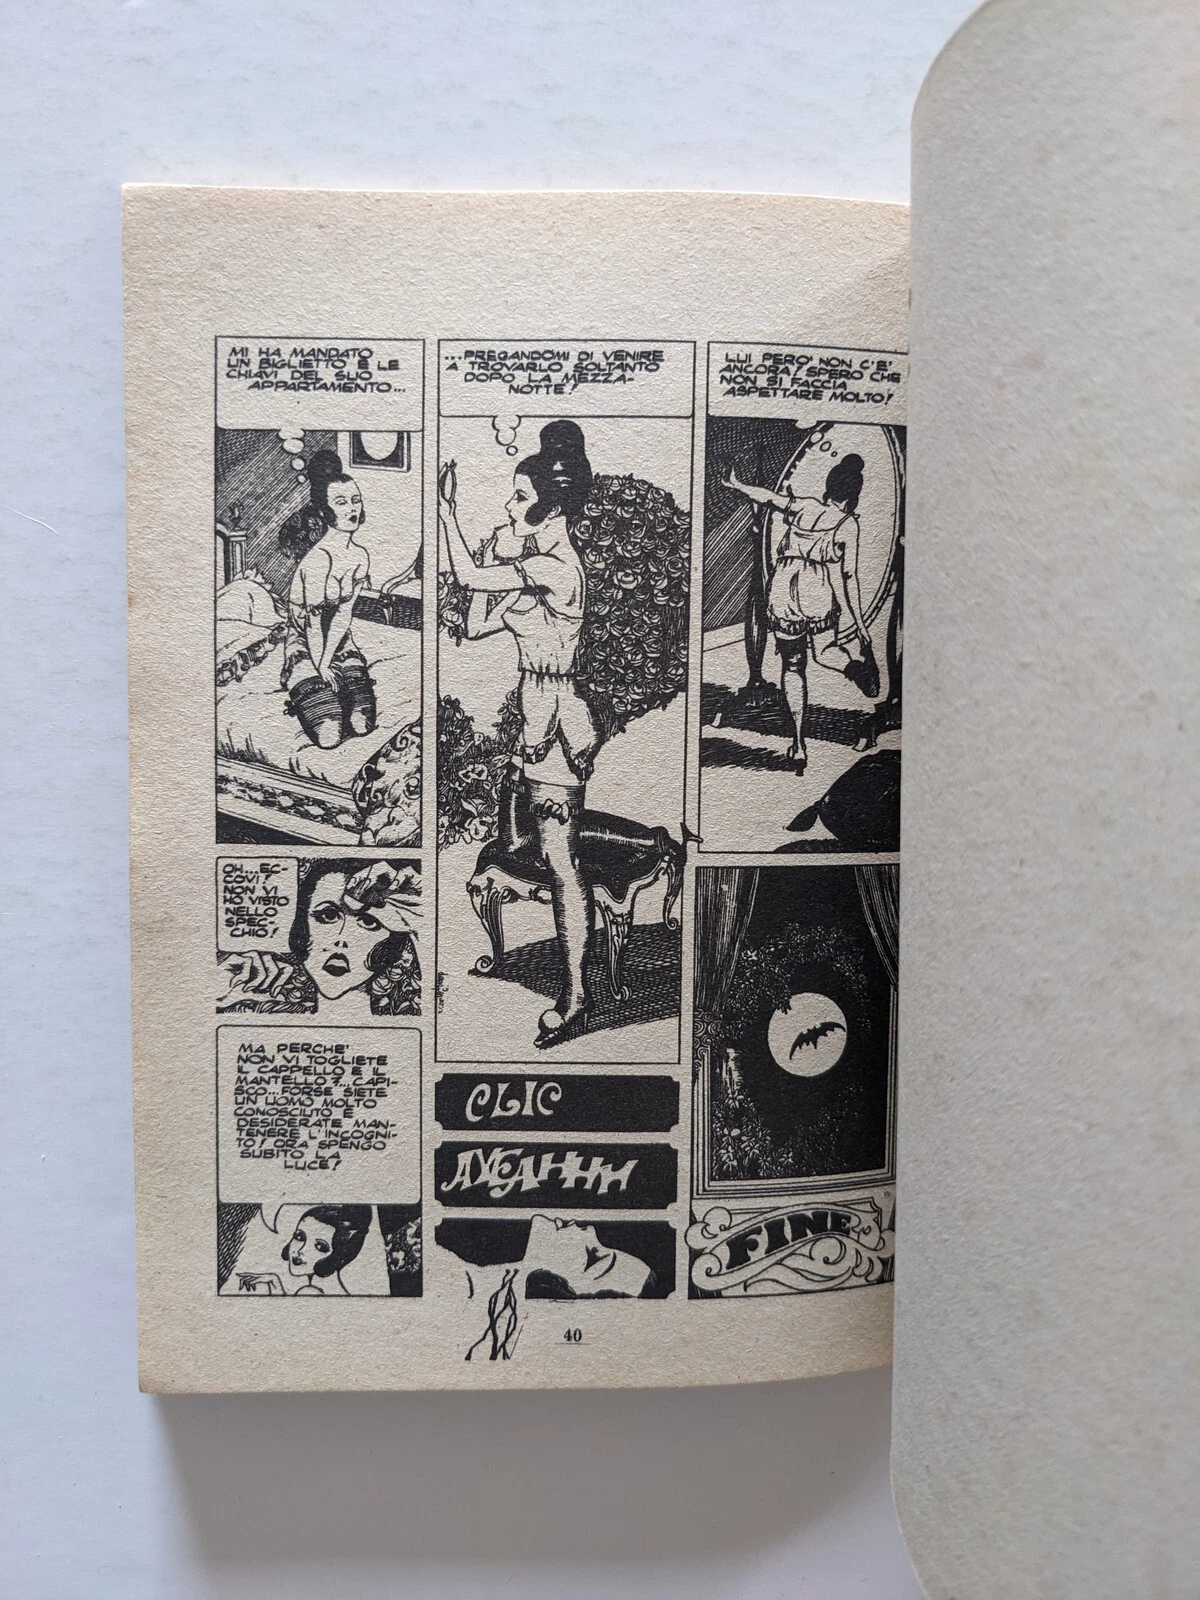 MI HA MANDATO
UN BIGLIETTO E LE
CHIAVI DEL SUO
APPARTAMENTO...
...PREGANDOMI DI VENIRE
A TROVARLO SOLTANTO
DOPO LA MEZZA-
NOTTE!
LUI PERO' NON C'E'
ANCORA! SPERO CHE
NON SI FACCIA
ASPETTARE MOLTO!
OH...EC-
COVI!
NON VI
HO VISTO
NELLO
SPEC-
CHIO!
MA PERCHE'
NON VI TOGLIETE
IL CAPPELLO E IL
MANTELLO?...CAPI-
SCO...FORSE SIETE
UN UOMO MOLTO
CONOSCIUTO E
DESIDERATE MAN-
TENERE L'INCOGNI-
TO! ORA SPENGO
SUBITO LA
LUCE!
CLIC
FINE
40